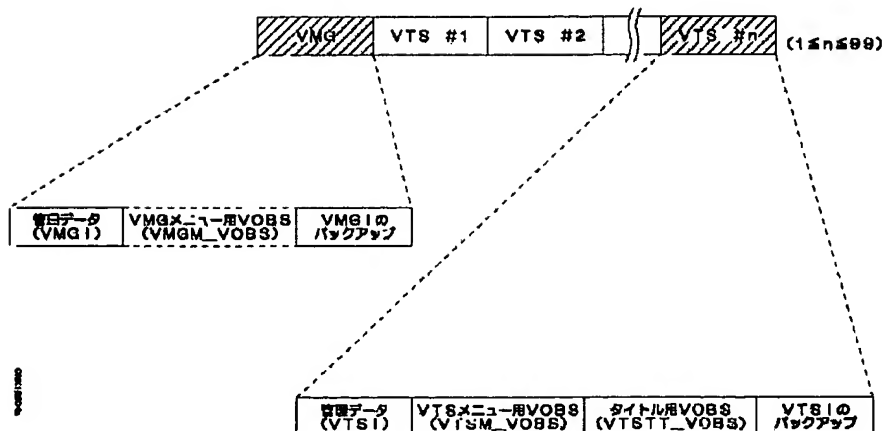 VMG VTS #1 VTS #2 VTS #n (1≦n≦99)
管理データ VMGメニュー用VOBS VMGIの
(VMGI) (VMGM_VOBS) バックアップ
管理データ VTSメニュー用VOBS タイトル用VOBS VTSIの
(VTSI) (VTSM_VOBS) (VTSTT_VOBS) バックアップ